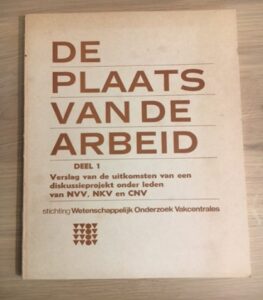 DE
PLAATS
VAN DE
ARBEID
DEEL 1
Verslag van de uitkomsten van een
diskussieprojekt onder leden
van NVV, NKV en CNV
stichting Wetenschappelijk Onderzoek Vakcentrales